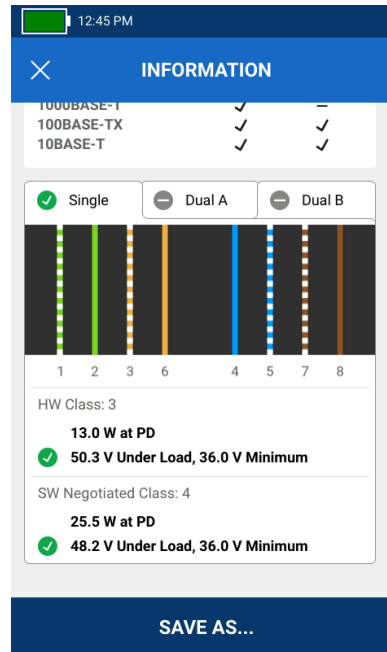 12:45 PM
INFORMATION
1000BASE-T
100BASE-TX
10BASE-T
Single Dual A Dual B
1 2 3 6 4 5 7 8
HW Class: 3
13.0 W at PD
50.3 V Under Load, 36.0 V Minimum
SW Negotiated Class: 4
25.5 W at PD
48.2 V Under Load, 36.0 V Minimum
SAVE AS...